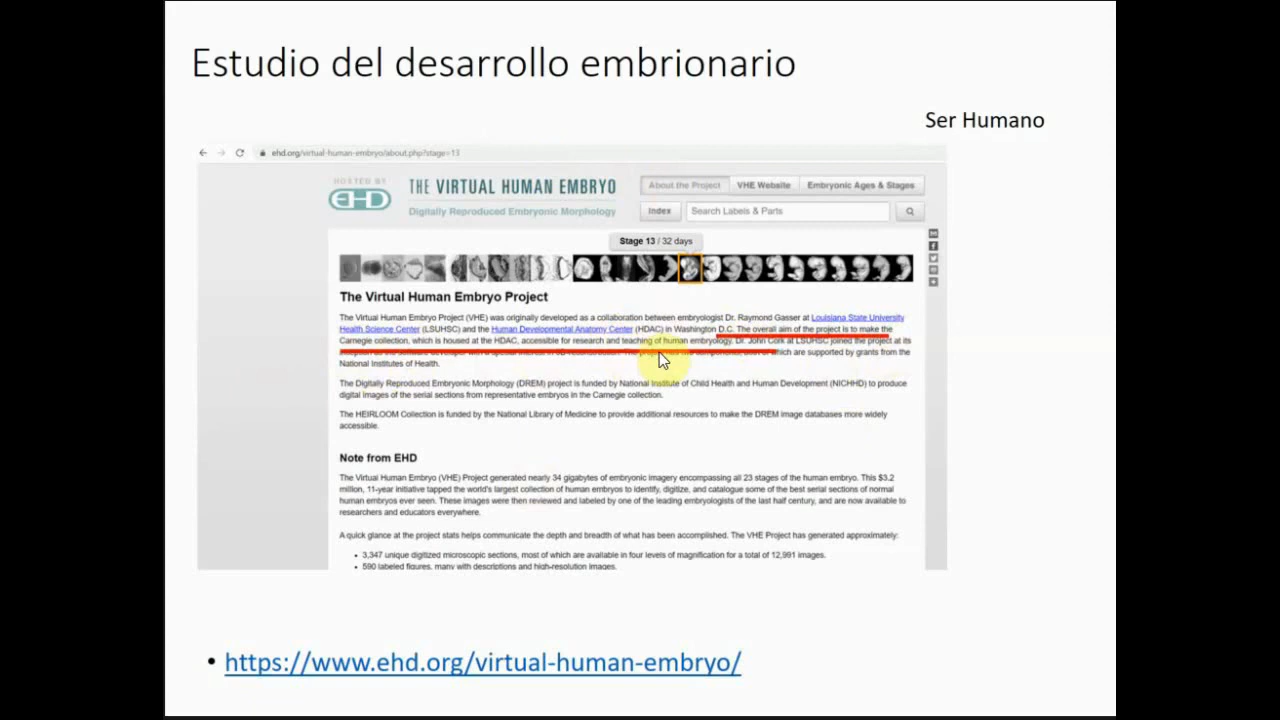 Estudio del desarrollo embrionario
Ser Humano
ehd.org/virtual-human-embryo/about.php?stage=13
HOSTED BY
EHD
THE VIRTUAL HUMAN EMBRYO
Digitally Reproduced Embryonic Morphology
About the Project VHE Website Embryonic Ages & Stages
Index Search Labels & Parts
Stage 13 / 32 days
The Virtual Human Embryo Project
The Virtual Human Embryo Project (VHE) was originally developed as a collaboration between embryologist Dr. Raymond Gasser at Louisiana State University
Health Science Center (LSUHSC) and the Human Developmental Anatomy Center (HDAC) in Washington D.C. The overall aim of the project is to make the
Carnegie collection, which is housed at the HDAC, accessible for research and teaching of human embryology. Dr. John Cork at LSUHSC joined the project at its
which are supported by grants from the
National Institutes of Health.
The Digitally Reproduced Embryonic Morphology (DREM) project is funded by National Institute of Child Health and Human Development (NICHHD) to produce
digital images of the serial sections from representative embryos in the Carnegie collection.
The HEIRLOOM Collection is funded by the National Library of Medicine to provide additional resources to make the DREM image databases more widely
accessible.
Note from EHD
The Virtual Human Embryo (VHE) Project generated nearly 34 gigabytes of embryonic imagery encompassing all 23 stages of the human embryo. This $3.2
million, 11-year initiative tapped the world's largest collection of human embryos to identify, digitize, and catalogue some of the best serial sections of normal
human embryos ever seen. These images were then reviewed and labeled by one of the leading embryologists of the last half century, and are now available to
researchers and educators everywhere.
A quick glance at the project stats helps communicate the depth and breadth of what has been accomplished. The VHE Project has generated approximately:
• 3,347 unique digitized microscopic sections, most of which are available in four levels of magnification for a total of 12,991 images.
• 590 labeled figures, many with descriptions and high-resolution images.
• https://www.ehd.org/virtual-human-embryo/